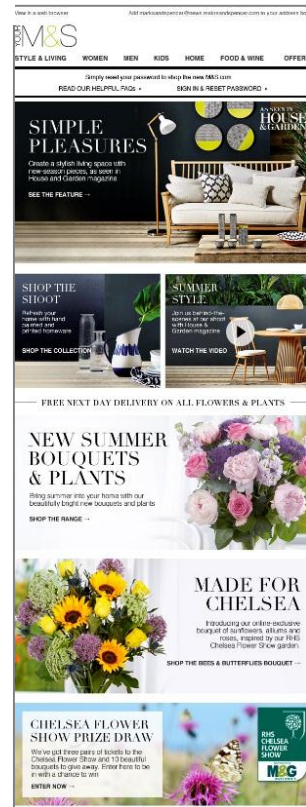 View in a web browser
Add marksandspencer@news.marksandspencer.com to your address bo
YOUR M&S
STYLE & LIVING WOMEN MEN KIDS HOME FOOD & WINE OFFER
Simply reset your password to shop the new M&S.com
READ OUR HELPFUL FAQs • SIGN IN & RESET PASSWORD •
AS SEEN IN
HOUSE
& GARDEN
SIMPLE
PLEASURES
Create a stylish living space with
new-season pieces, as seen in
House and Garden magazine
SEE THE FEATURE →
SHOP THE
SHOOT
Refresh your
home with hand
painted and
printed homeware
SHOP THE COLLECTION
SUMMER
STYLE
Join us behind-the-
scenes at our shoot
with House &
Garden magazine
WATCH THE VIDEO
FREE NEXT DAY DELIVERY ON ALL FLOWERS & PLANTS
NEW SUMMER
BOUQUETS
& PLANTS
Bring summer into your home with our
beautifully bright new bouquets and plants
SHOP THE RANGE →
MADE FOR
CHELSEA
Introducing our online-exclusive
bouquet of sunflowers, alliums and
roses, inspired by our RHS
Chelsea Flower Show garden.
SHOP THE BEES & BUTTERFLIES BOUQUET →
CHELSEA FLOWER
SHOW PRIZE DRAW
We've got three pairs of tickets to the
Chelsea Flower Show and 10 beautiful
bouquets to give away. Enter here to be
in with a chance to win
ENTER NOW →
RHS
CHELSEA
FLOWER
SHOW
M&G